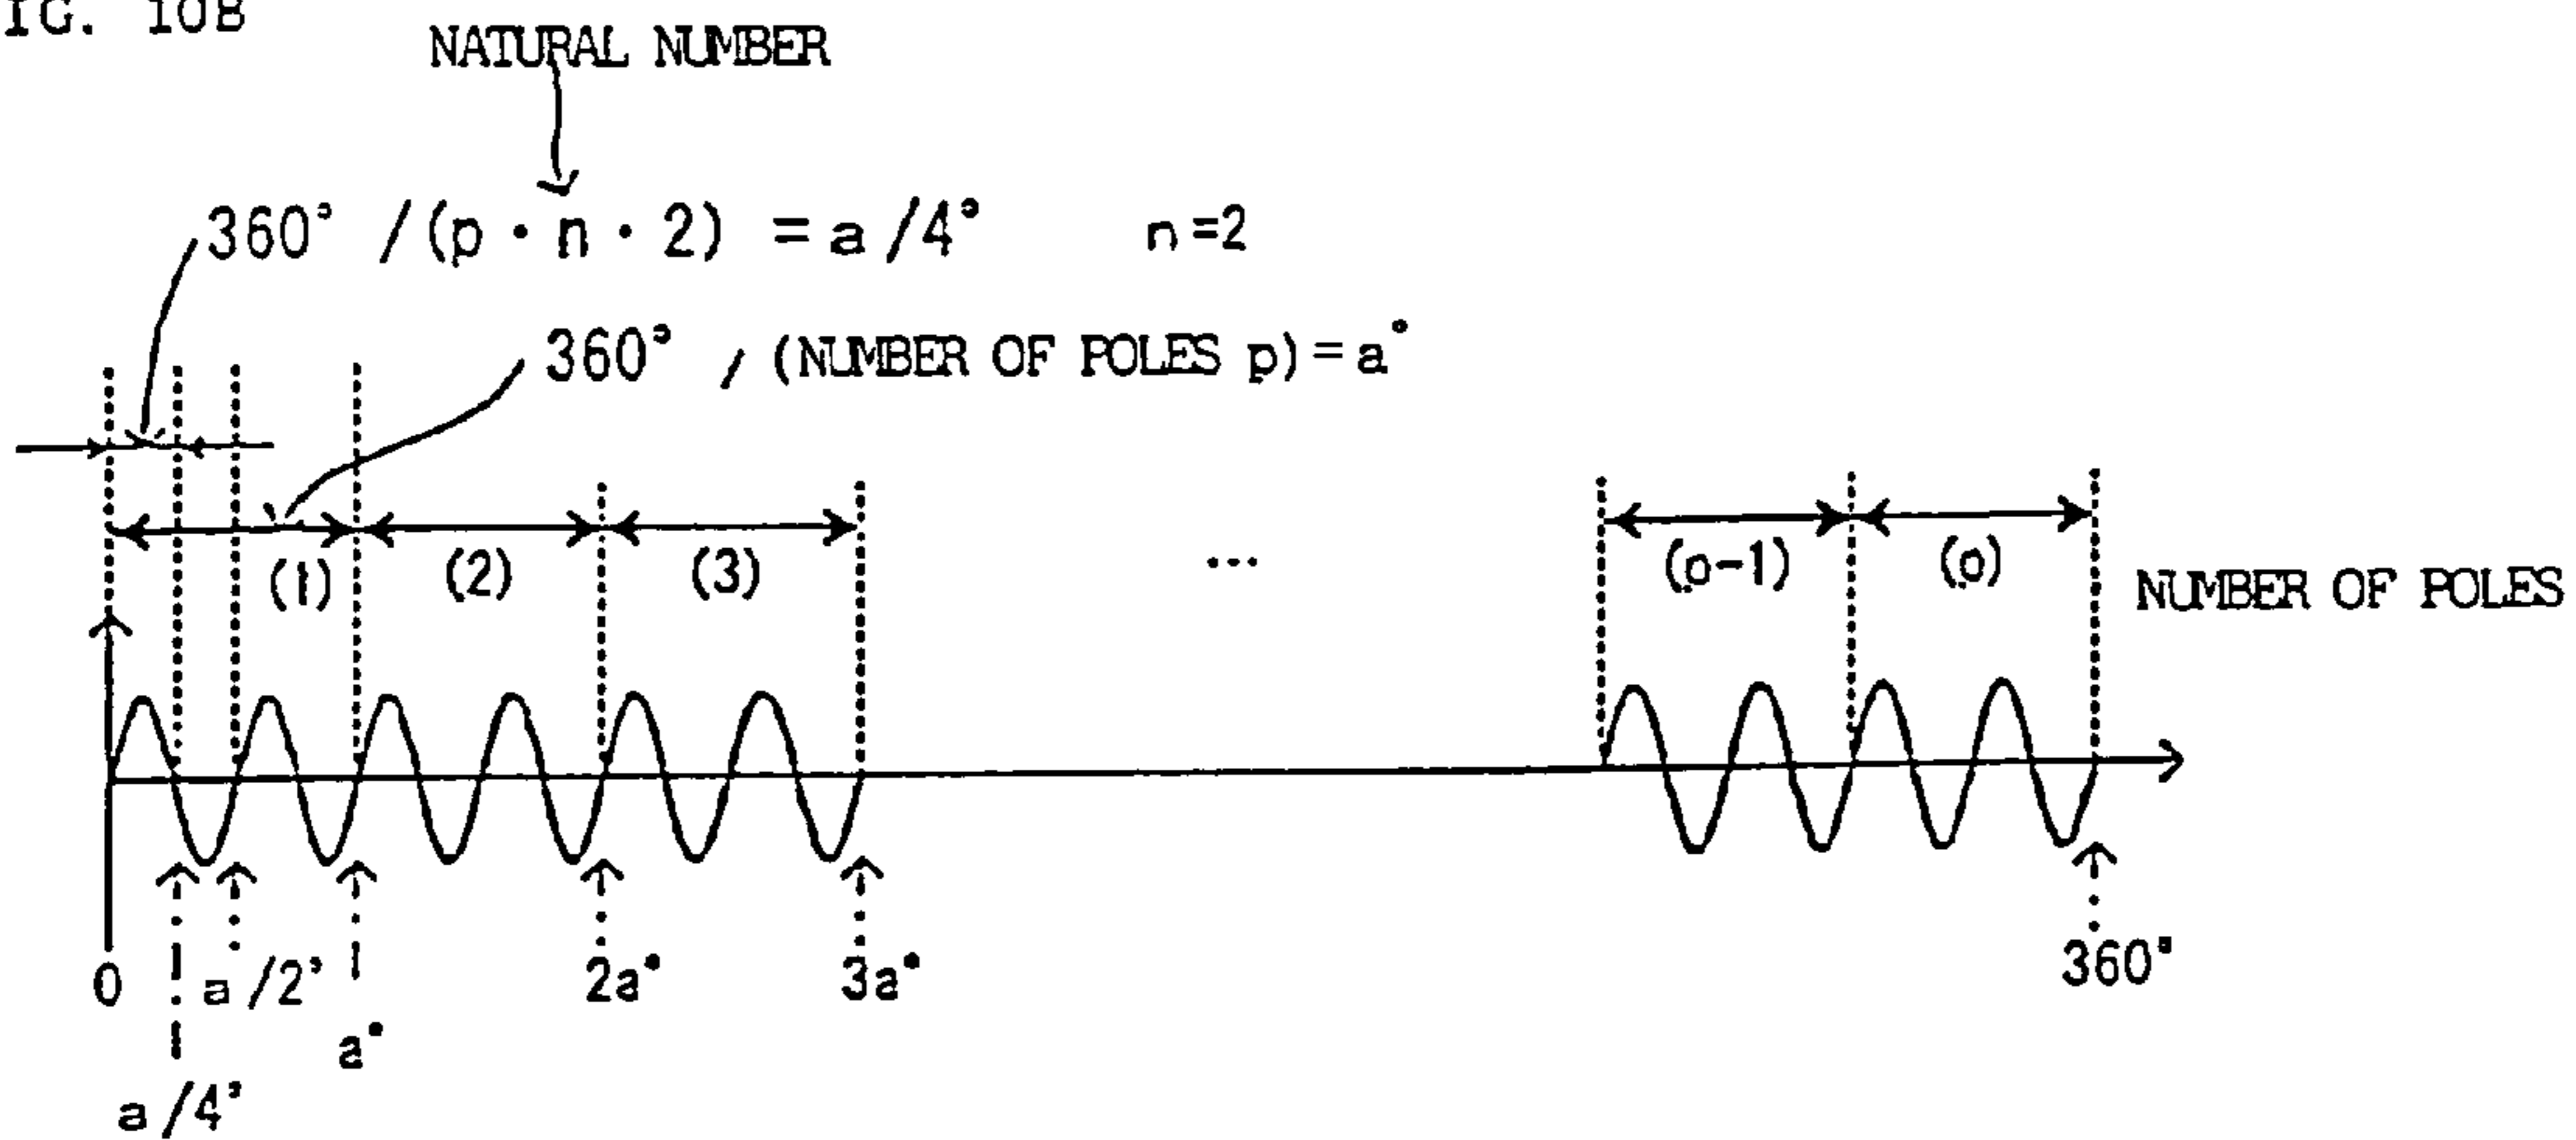 IG. 10B
NATURAL NUMBER
360° /(p · n · 2) = a /4° n=2
360° / (NUMBER OF POLES p) = a°
(1) (2) (3) ... (p-1) (p) NUMBER OF POLES
0 a/2° 2a° 3a° 360°
a°
a/4°